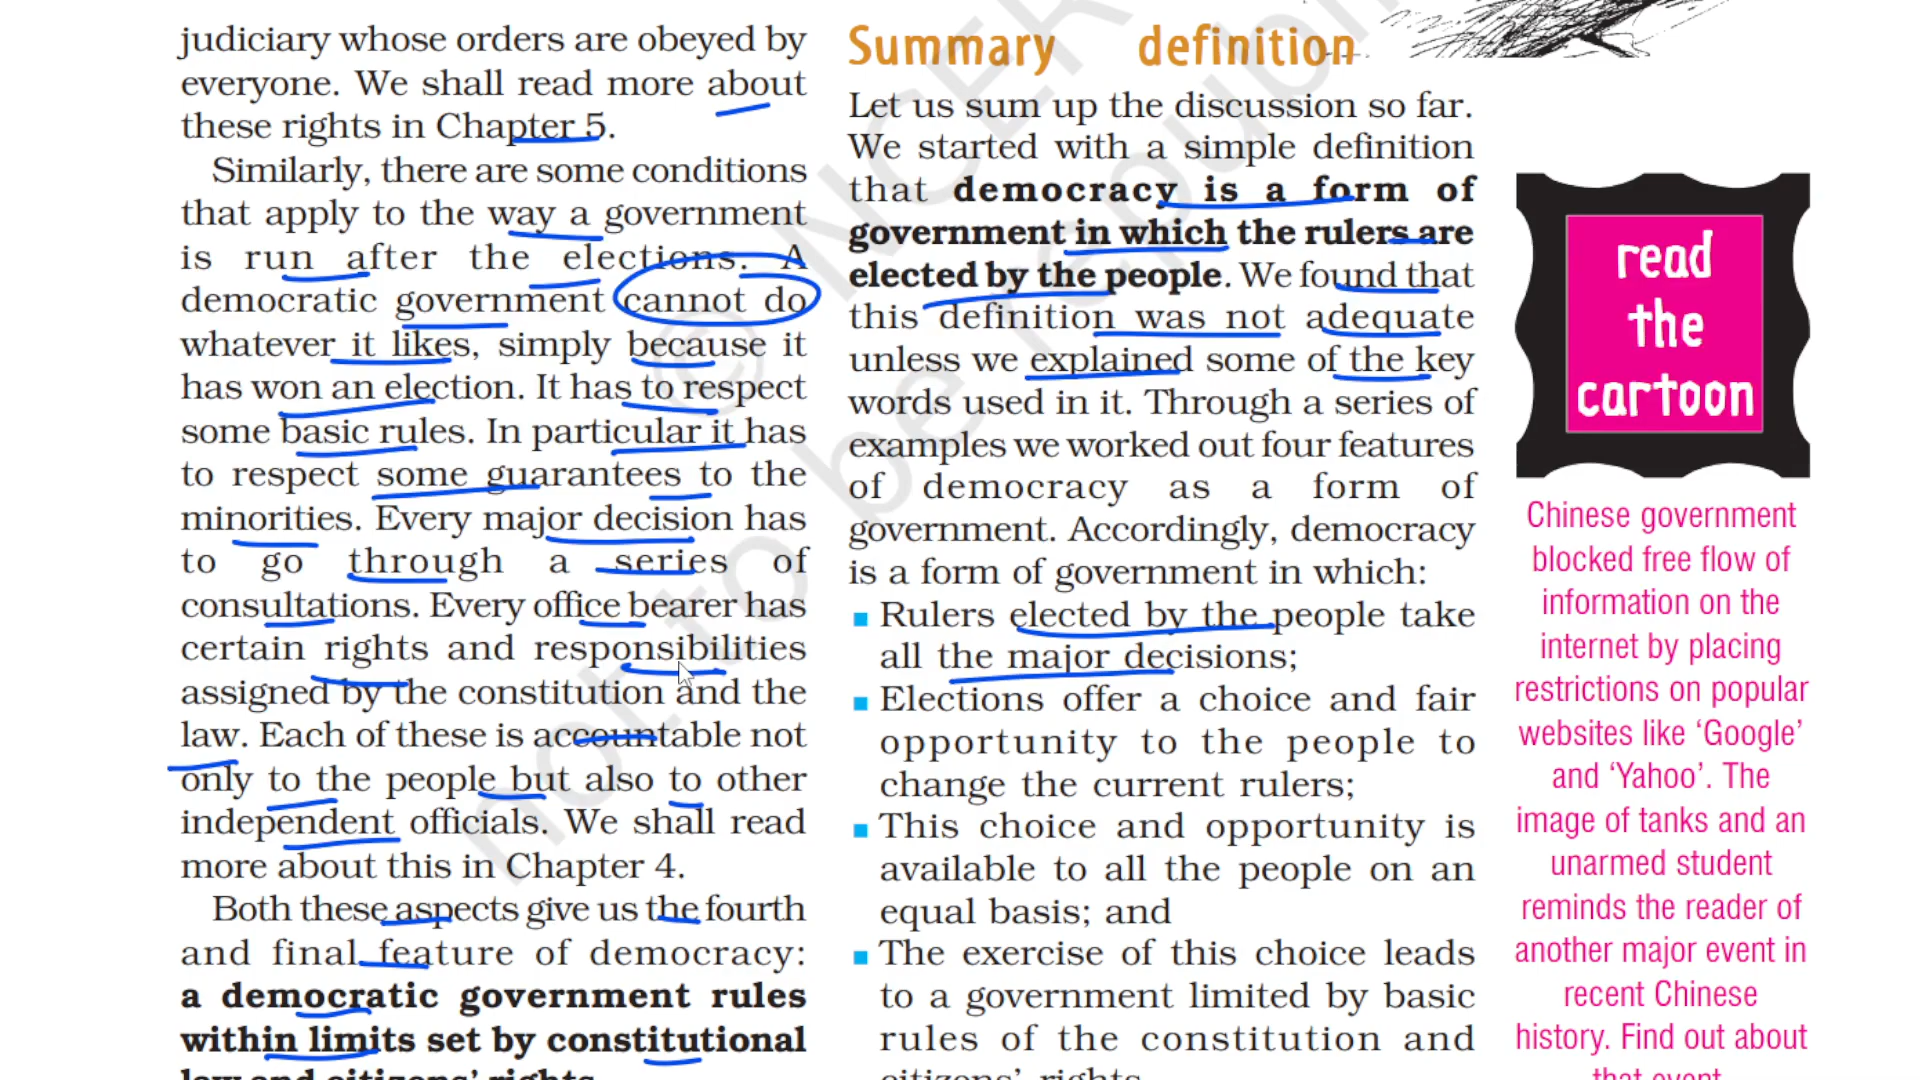 judiciary whose orders are obeyed by
everyone. We shall read more about
these rights in Chapter 5.
Similarly, there are some conditions
that apply to the way a government
is run after the elections. A
democratic government cannot do
whatever it likes, simply because it
has won an election. It has to respect
some basic rules. In particular it has
to respect some guarantees to the
minorities. Every major decision has
to go through a series of
consultations. Every office bearer has
certain rights and responsibilities
assigned by the constitution and the
law. Each of these is accountable not
only to the people but also to other
independent officials. We shall read
more about this in Chapter 4.
Both these aspects give us the fourth
and final feature of democracy:
a democratic government rules
within limits set by constitutional
law and citizens' rights.
Summary definition
Let us sum up the discussion so far.
We started with a simple definition
that democracy is a form of
government in which the rulers are
elected by the people. We found that
this definition was not adequate
unless we explained some of the key
words used in it. Through a series of
examples we worked out four features
of democracy as a form of
government. Accordingly, democracy
is a form of government in which:
Rulers elected by the people take
all the major decisions;
Elections offer a choice and fair
opportunity to the people to
change the current rulers;
This choice and opportunity is
available to all the people on an
equal basis; and
The exercise of this choice leads
to a government limited by basic
rules of the constitution and
citizens' rights.
read
the
cartoon
Chinese government
blocked free flow of
information on the
internet by placing
restrictions on popular
websites like ‘Google’
and ‘Yahoo’. The
image of tanks and an
unarmed student
reminds the reader of
another major event in
recent Chinese
history. Find out about
that event.
© NCER
not to be republi